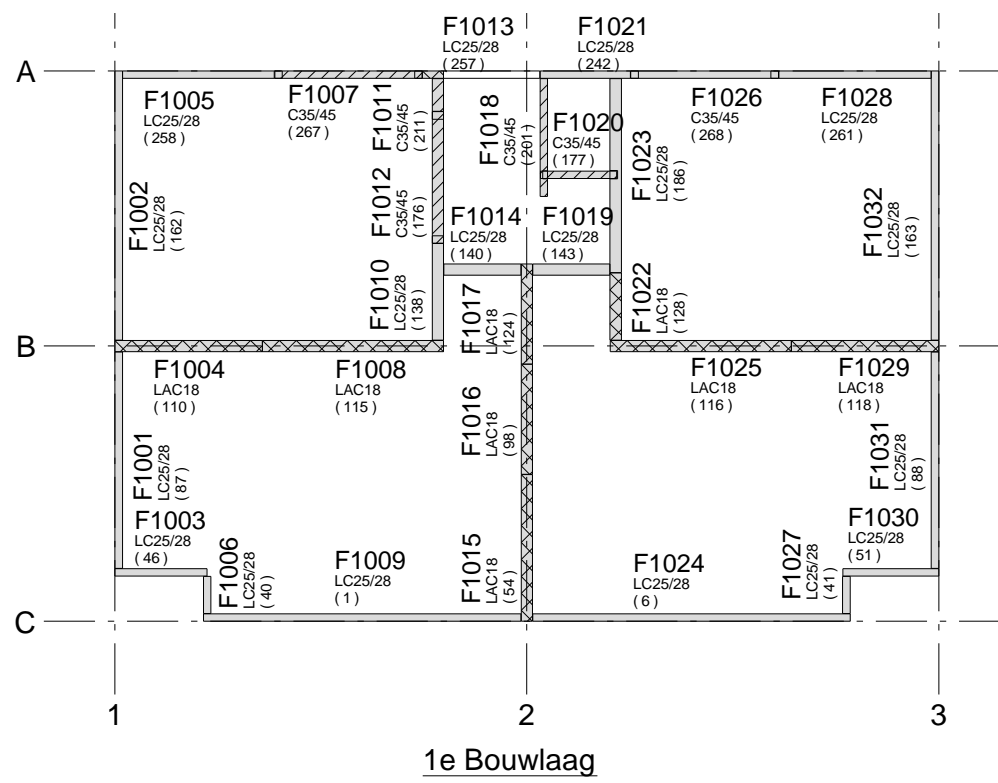 F1013
LC25/28
( 257 )
F1021
LC25/28
( 242 )
A
F1005
LC25/28
( 258 )
F1007
C35/45
( 267 )
F1011
C35/45
( 211 )
F1018
C35/45
( 201 )
F1020
C35/45
( 177 )
F1023
LC25/28
( 186 )
F1026
C35/45
( 268 )
F1028
LC25/28
( 261 )
F1002
LC25/28
( 162 )
F1012
C35/45
( 176 )
F1014
LC25/28
( 140 )
F1019
LC25/28
( 143 )
F1032
LC25/28
( 163 )
F1010
LC25/28
( 138 )
F1017
LAC18
( 124 )
F1022
LAC18
( 128 )
B
F1004
LAC18
( 110 )
F1008
LAC18
( 115 )
F1025
LAC18
( 116 )
F1029
LAC18
( 118 )
F1016
LAC18
( 98 )
F1001
LC25/28
( 87 )
F1031
LC25/28
( 88 )
F1003
LC25/28
( 46 )
F1030
LC25/28
( 51 )
F1006
LC25/28
( 40 )
F1009
LC25/28
( 1 )
F1015
LAC18
( 54 )
F1024
LC25/28
( 6 )
F1027
LC25/28
( 41 )
C
1
2
3
1e Bouwlaag